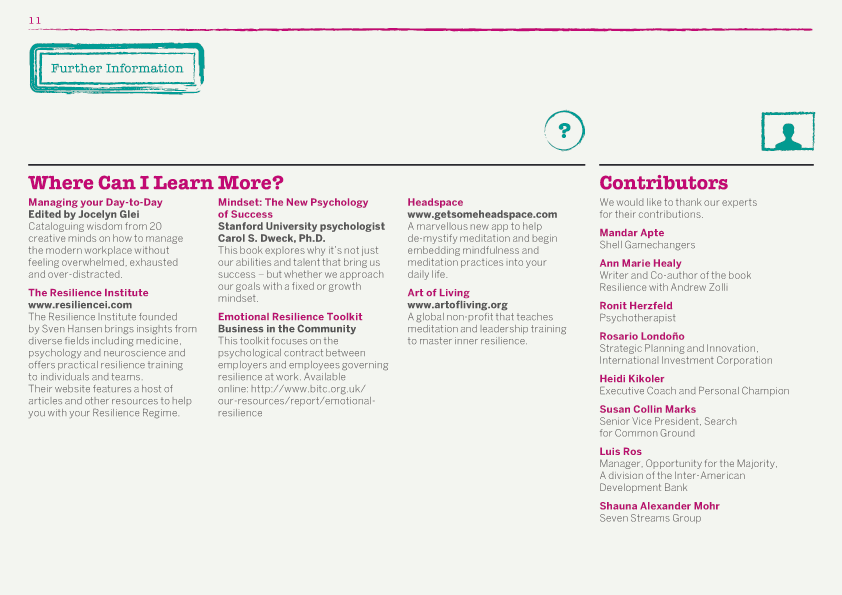 11
Further Information
?
Where Can I Learn More?
Managing your Day-to-Day
Edited by Jocelyn Glei
Cataloguing wisdom from 20
creative minds on how to manage
the modern workplace without
feeling overwhelmed, exhausted
and over-distracted.
The Resilience Institute
www.resiliencei.com
The Resilience Institute founded
by Sven Hansen brings insights from
diverse fields including medicine,
psychology and neuroscience and
offers practical resilience training
to individuals and teams.
Their website features a host of
articles and other resources to help
you with your Resilience Regime.
Mindset: The New Psychology
of Success
Stanford University psychologist
Carol S. Dweck, Ph.D.
This book explores why it's not just
our abilities and talent that bring us
success – but whether we approach
our goals with a fixed or growth
mindset.
Emotional Resilience Toolkit
Business in the Community
This toolkit focuses on the
psychological contract between
employers and employees governing
resilience at work. Available
online: http://www.bitc.org.uk/
our-resources/report/emotional-
resilience
Headspace
www.getsomeheadspace.com
A marvellous new app to help
de-mystify meditation and begin
embedding mindfulness and
meditation practices into your
daily life.
Art of Living
www.artofliving.org
A global non-profit that teaches
meditation and leadership training
to master inner resilience.
Contributors
We would like to thank our experts
for their contributions.
Mandar Apte
Shell Gamechangers
Ann Marie Healy
Writer and Co-author of the book
Resilience with Andrew Zolli
Ronit Herzfeld
Psychotherapist
Rosario Londoño
Strategic Planning and Innovation,
International Investment Corporation
Heidi Kikoler
Executive Coach and Personal Champion
Susan Collin Marks
Senior Vice President, Search
for Common Ground
Luis Ros
Manager, Opportunity for the Majority,
A division of the Inter-American
Development Bank
Shauna Alexander Mohr
Seven Streams Group